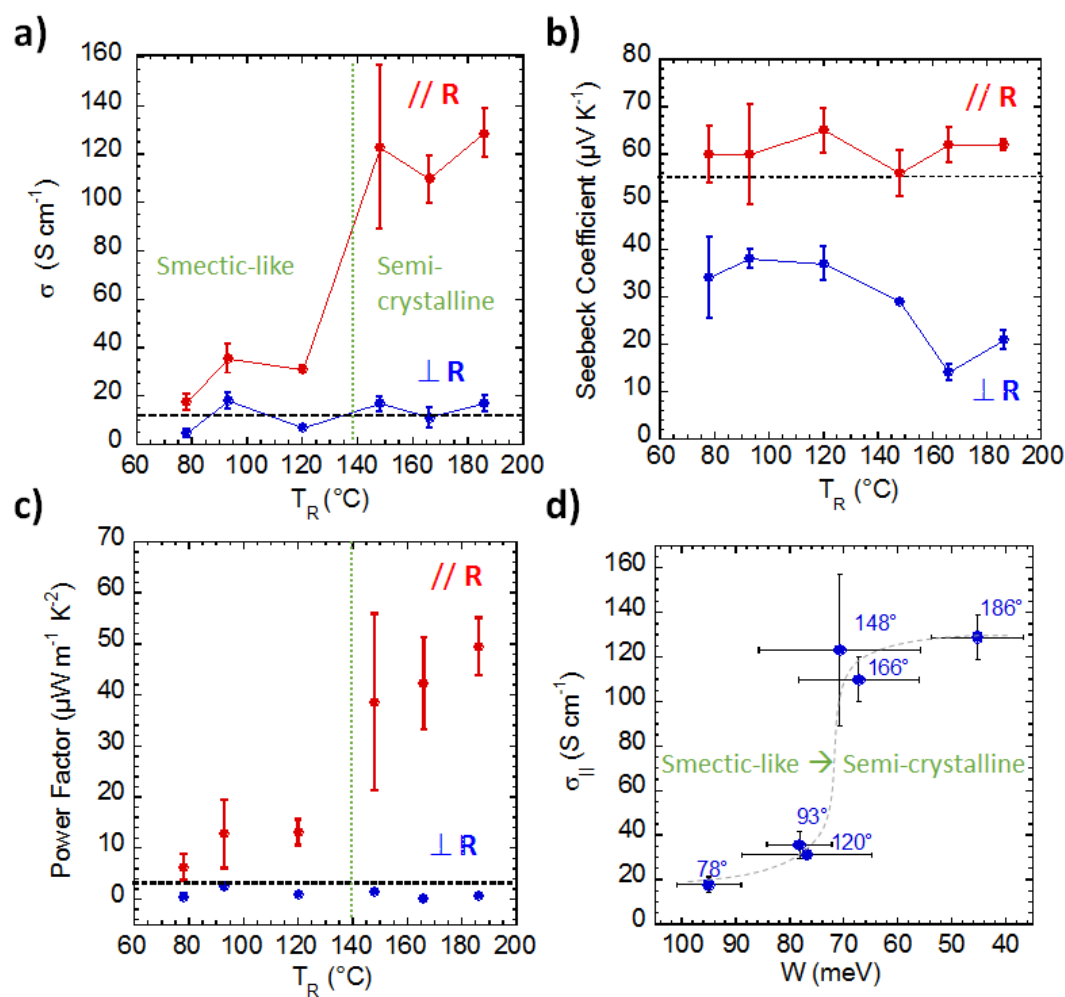 a)
160
140
120
100
80
60
40
20
0
σ (S cm⁻¹)
// R
Smectic-like
Semi-
crystalline
⊥ R
60 80 100 120 140 160 180 200
T_R (°C)
b)
80
70
60
50
40
30
20
10
0
Seebeck Coefficient (µV K⁻¹)
// R
⊥ R
60 80 100 120 140 160 180 200
T_R (°C)
c)
70
60
50
40
30
20
10
0
Power Factor (µW m⁻¹ K⁻²)
// R
⊥ R
60 80 100 120 140 160 180 200
T_R (°C)
d)
160
140
120
100
80
60
40
20
0
σ_|| (S cm⁻¹)
186°
148°
166°
Smectic-like → Semi-crystalline
93°
120°
78°
100 90 80 70 60 50 40
W (meV)